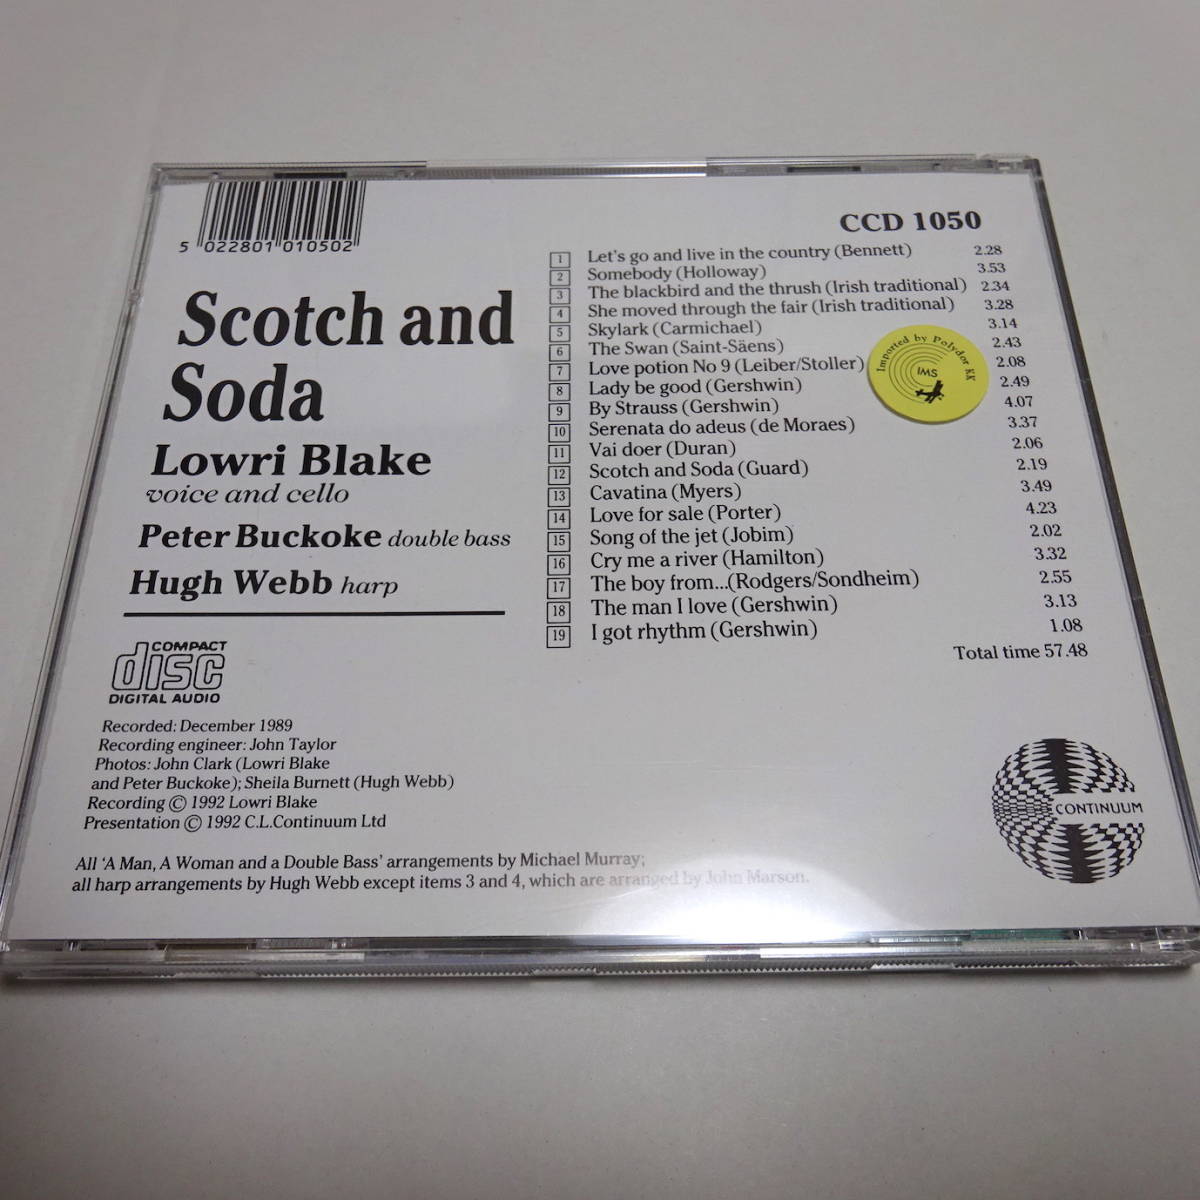 5 022801 010502
CCD 1050
Scotch and
Soda
Lowri Blake
voice and cello
Peter Buckoke double bass
Hugh Webb harp
COMPACT
disc
DIGITAL AUDIO
1 Let's go and live in the country (Bennett) 2.28
2 Somebody (Holloway) 3.53
3 The blackbird and the thrush (Irish traditional) 2.34
4 She moved through the fair (Irish traditional) 3.28
5 Skylark (Carmichael) 3.14
6 The Swan (Saint-Säens) 2.43
7 Love potion No 9 (Leiber/Stoller) 2.08
8 Lady be good (Gershwin) 2.49
9 By Strauss (Gershwin) 4.07
10 Serenata do adeus (de Moraes) 3.37
11 Vai doer (Duran) 2.06
12 Scotch and Soda (Guard) 2.19
13 Cavatina (Myers) 3.49
14 Love for sale (Porter) 4.23
15 Song of the jet (Jobim) 2.02
16 Cry me a river (Hamilton) 3.32
17 The boy from...(Rodgers/Sondheim) 2.55
18 The man I love (Gershwin) 3.13
19 I got rhythm (Gershwin) 1.08
Total time 57.48
Imported by Polydor KK
IMS
Recorded: December 1989
Recording engineer: John Taylor
Photos: John Clark (Lowri Blake
and Peter Buckoke); Sheila Burnett (Hugh Webb)
Recording © 1992 Lowri Blake
Presentation © 1992 C.L.Continuum Ltd
CONTINUUM
All 'A Man, A Woman and a Double Bass' arrangements by Michael Murray;
all harp arrangements by Hugh Webb except items 3 and 4, which are arranged by John Marson.